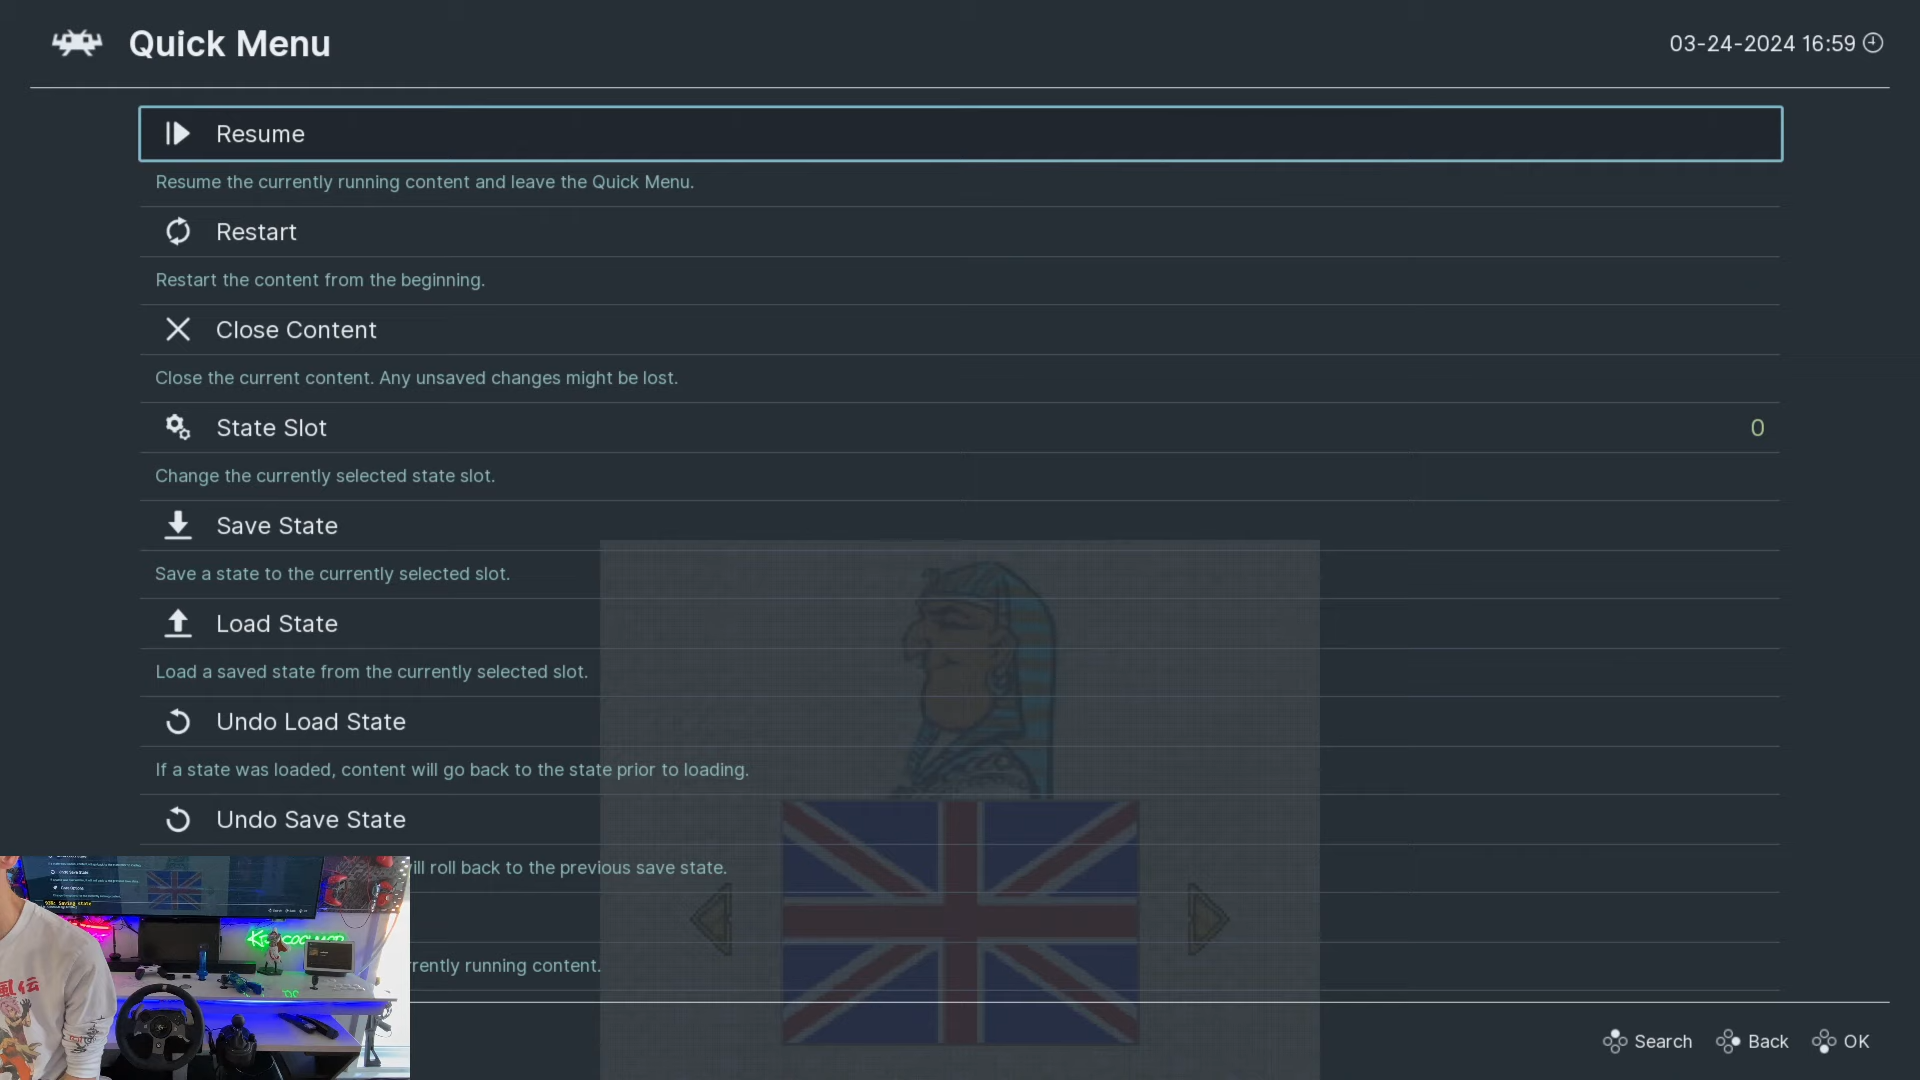 Quick Menu
03-24-2024 16:59
Resume
Resume the currently running content and leave the Quick Menu.
Restart
Restart the content from the beginning.
Close Content
Close the current content. Any unsaved changes might be lost.
State Slot
0
Change the currently selected state slot.
Save State
Save a state to the currently selected slot.
Load State
Load a saved state from the currently selected slot.
Undo Load State
If a state was loaded, content will go back to the state prior to loading.
Undo Save State
will roll back to the previous save state.
rrently running content.
Search
Back
OK